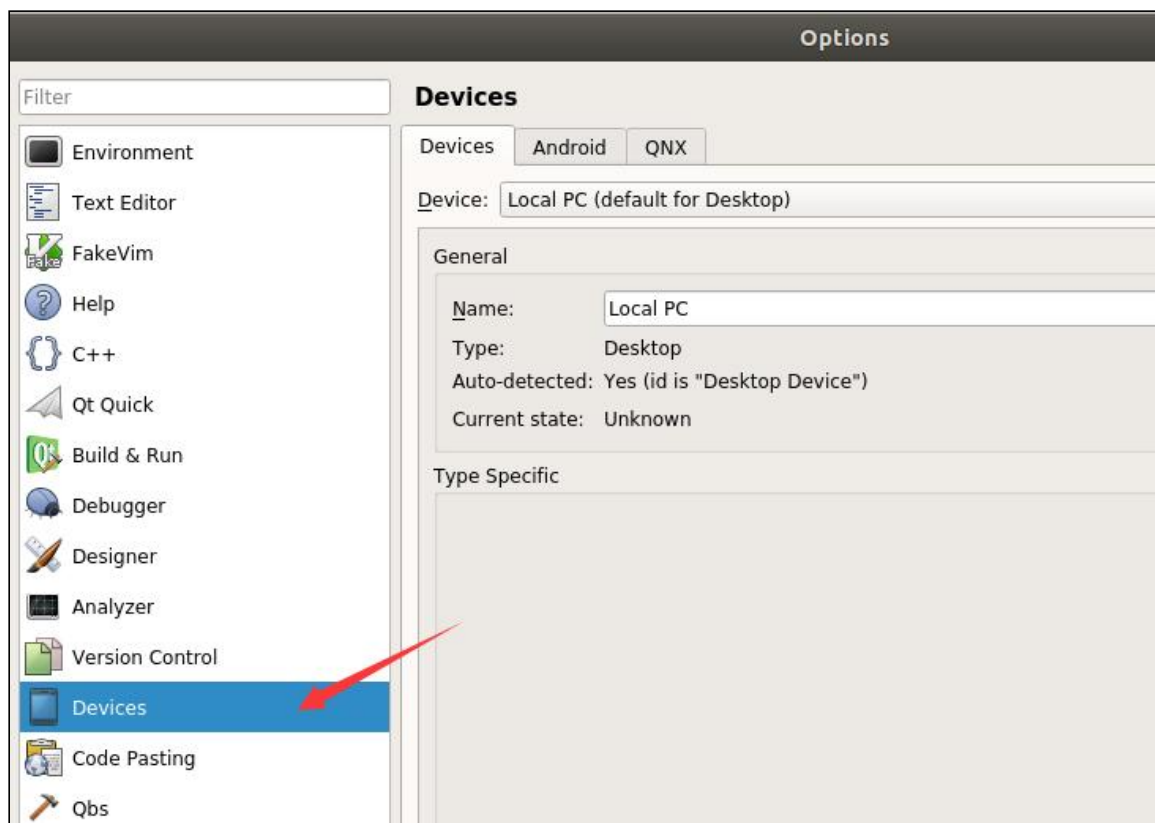 Options
Filter
Environment
Text Editor
FakeVim
Help
C++
Qt Quick
Build & Run
Debugger
Designer
Analyzer
Version Control
Devices
Code Pasting
Qbs
Devices
Devices Android QNX
Device: Local PC (default for Desktop)
General
Name: Local PC
Type: Desktop
Auto-detected: Yes (id is "Desktop Device")
Current state: Unknown
Type Specific